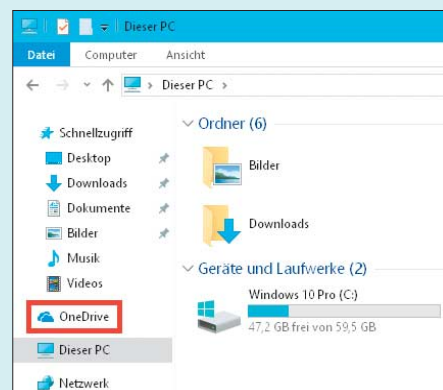 Dieser PC
Datei Computer Ansicht
Dieser PC
Schnellzugriff
Desktop
Downloads
Dokumente
Bilder
Musik
Videos
OneDrive
Dieser PC
Netzwerk
Ordner (6)
Bilder
Downloads
Geräte und Laufwerke (2)
Windows 10 Pro (C:)
47,2 GB frei von 59,5 GB